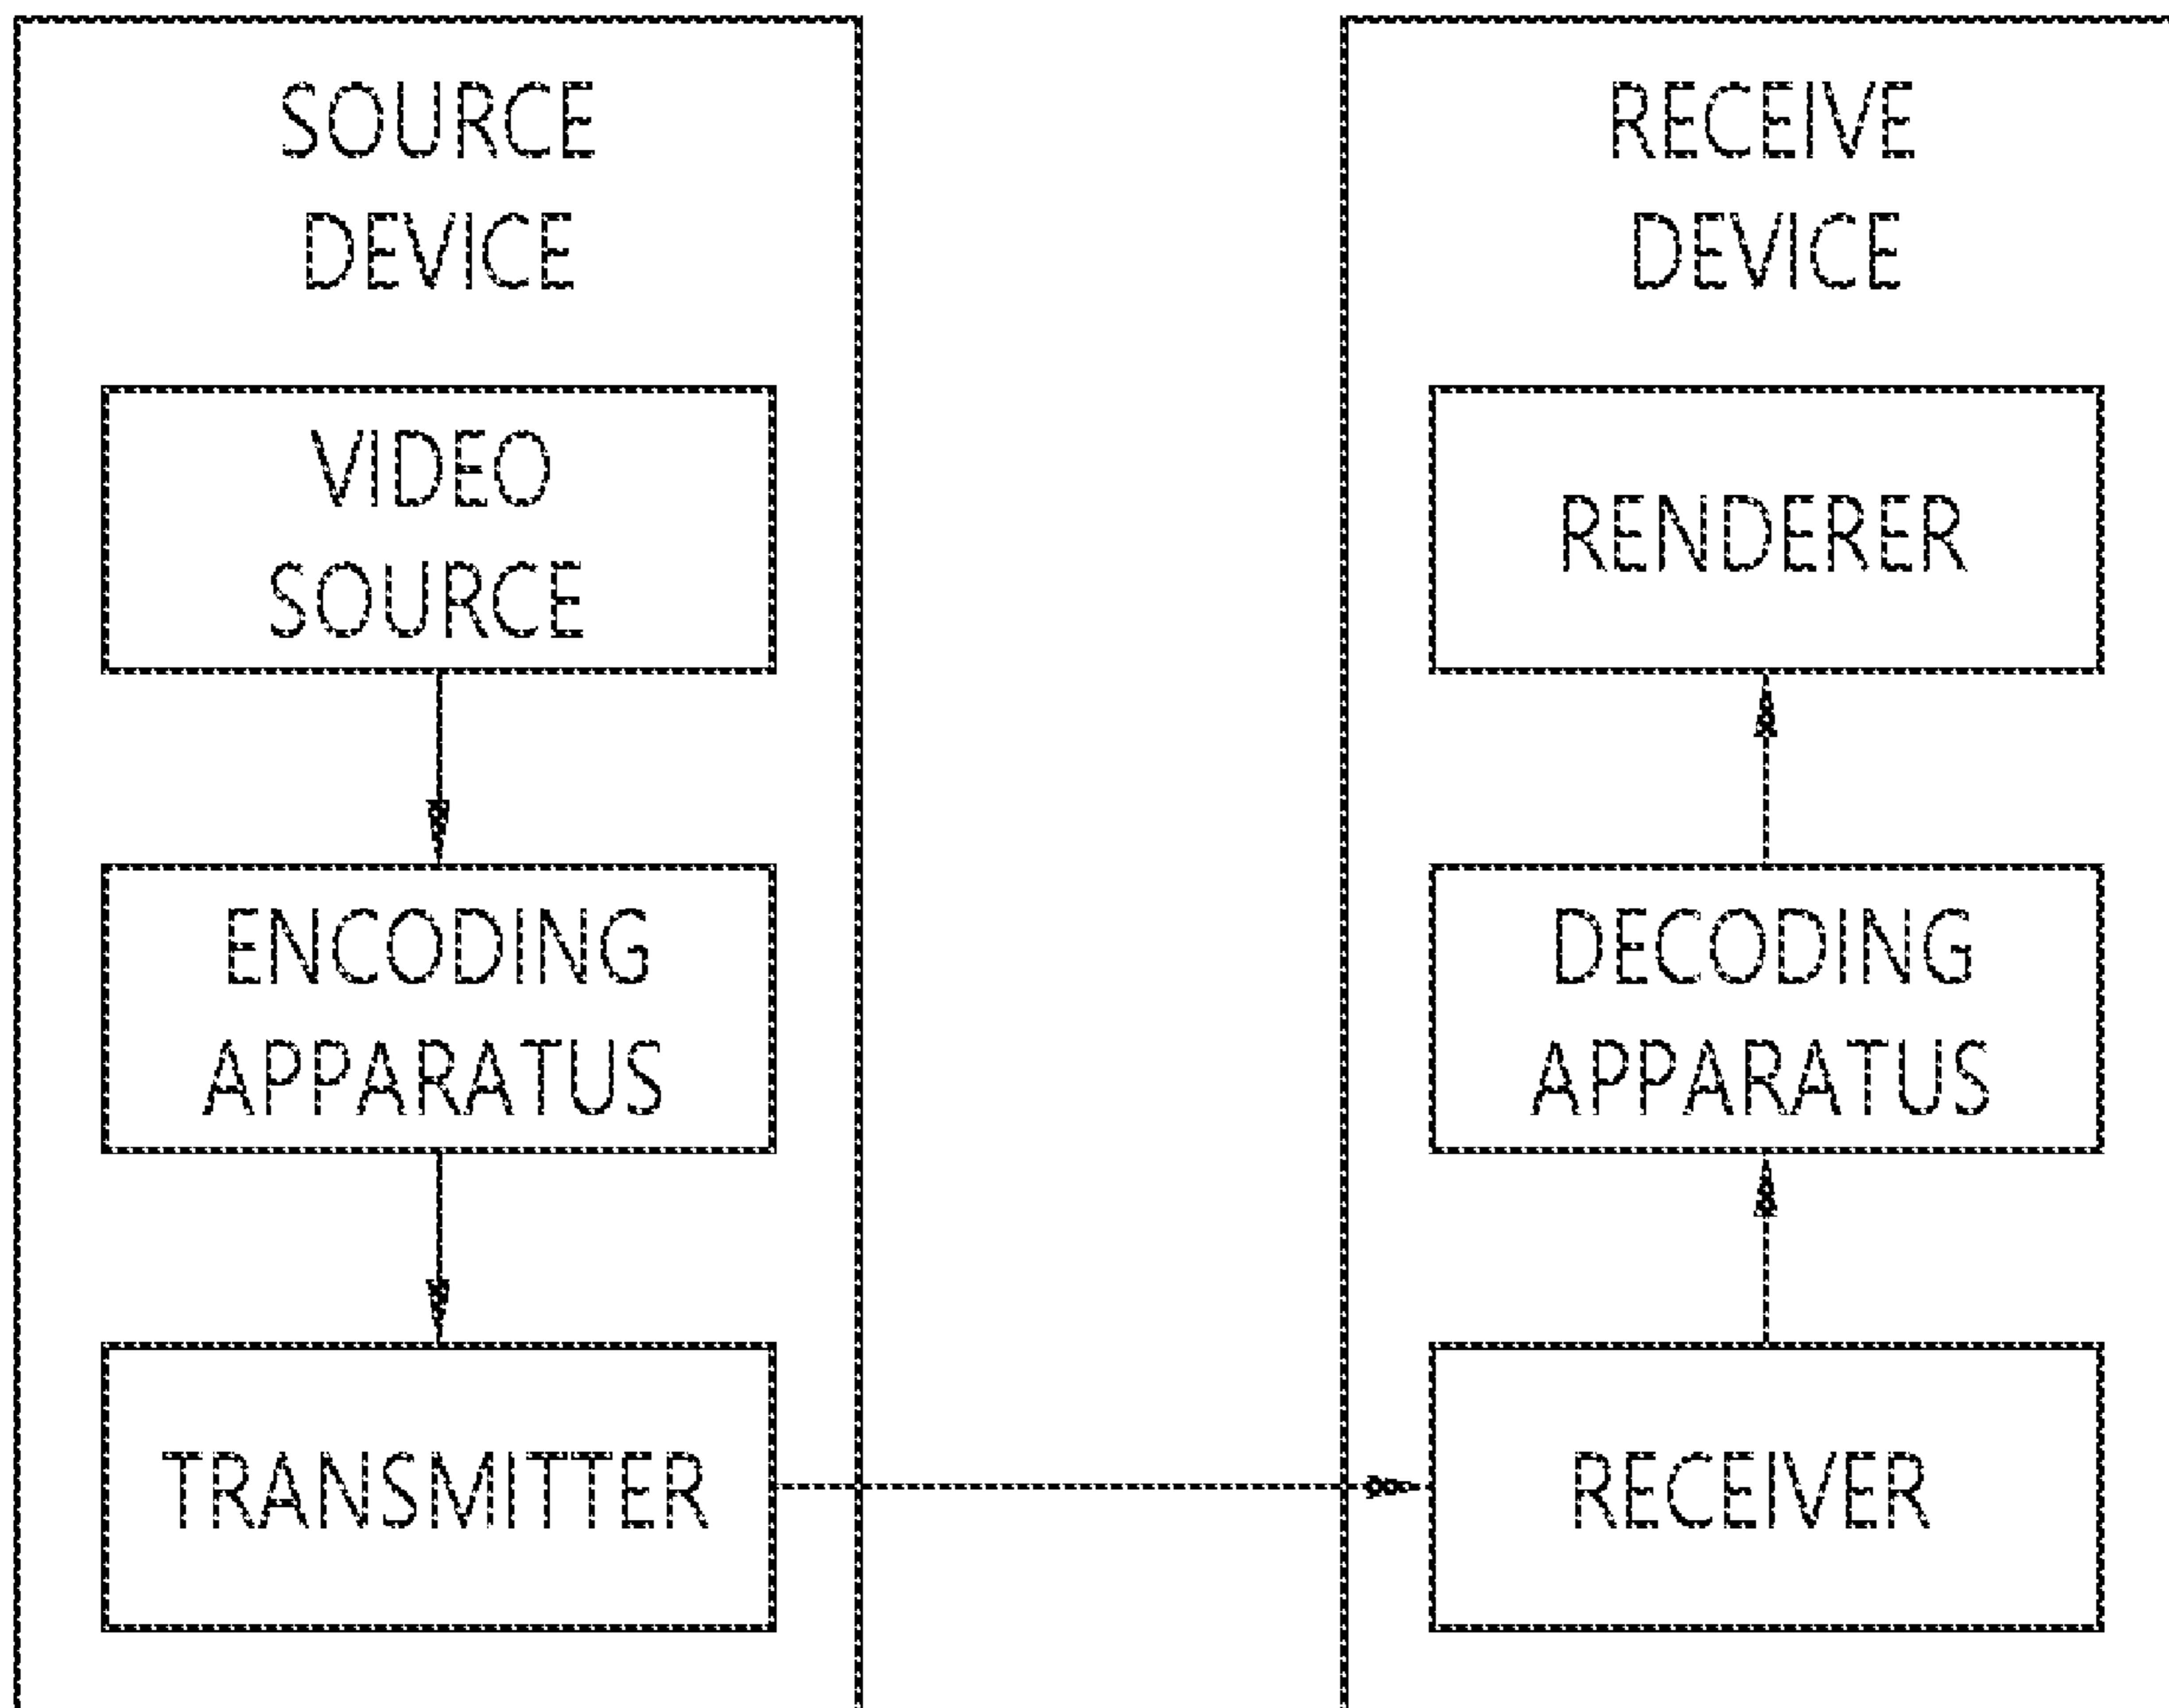 SOURCE
DEVICE
VIDEO
SOURCE
ENCODING
APPARATUS
TRANSMITTER
RECEIVE
DEVICE
RENDERER
DECODING
APPARATUS
RECEIVER